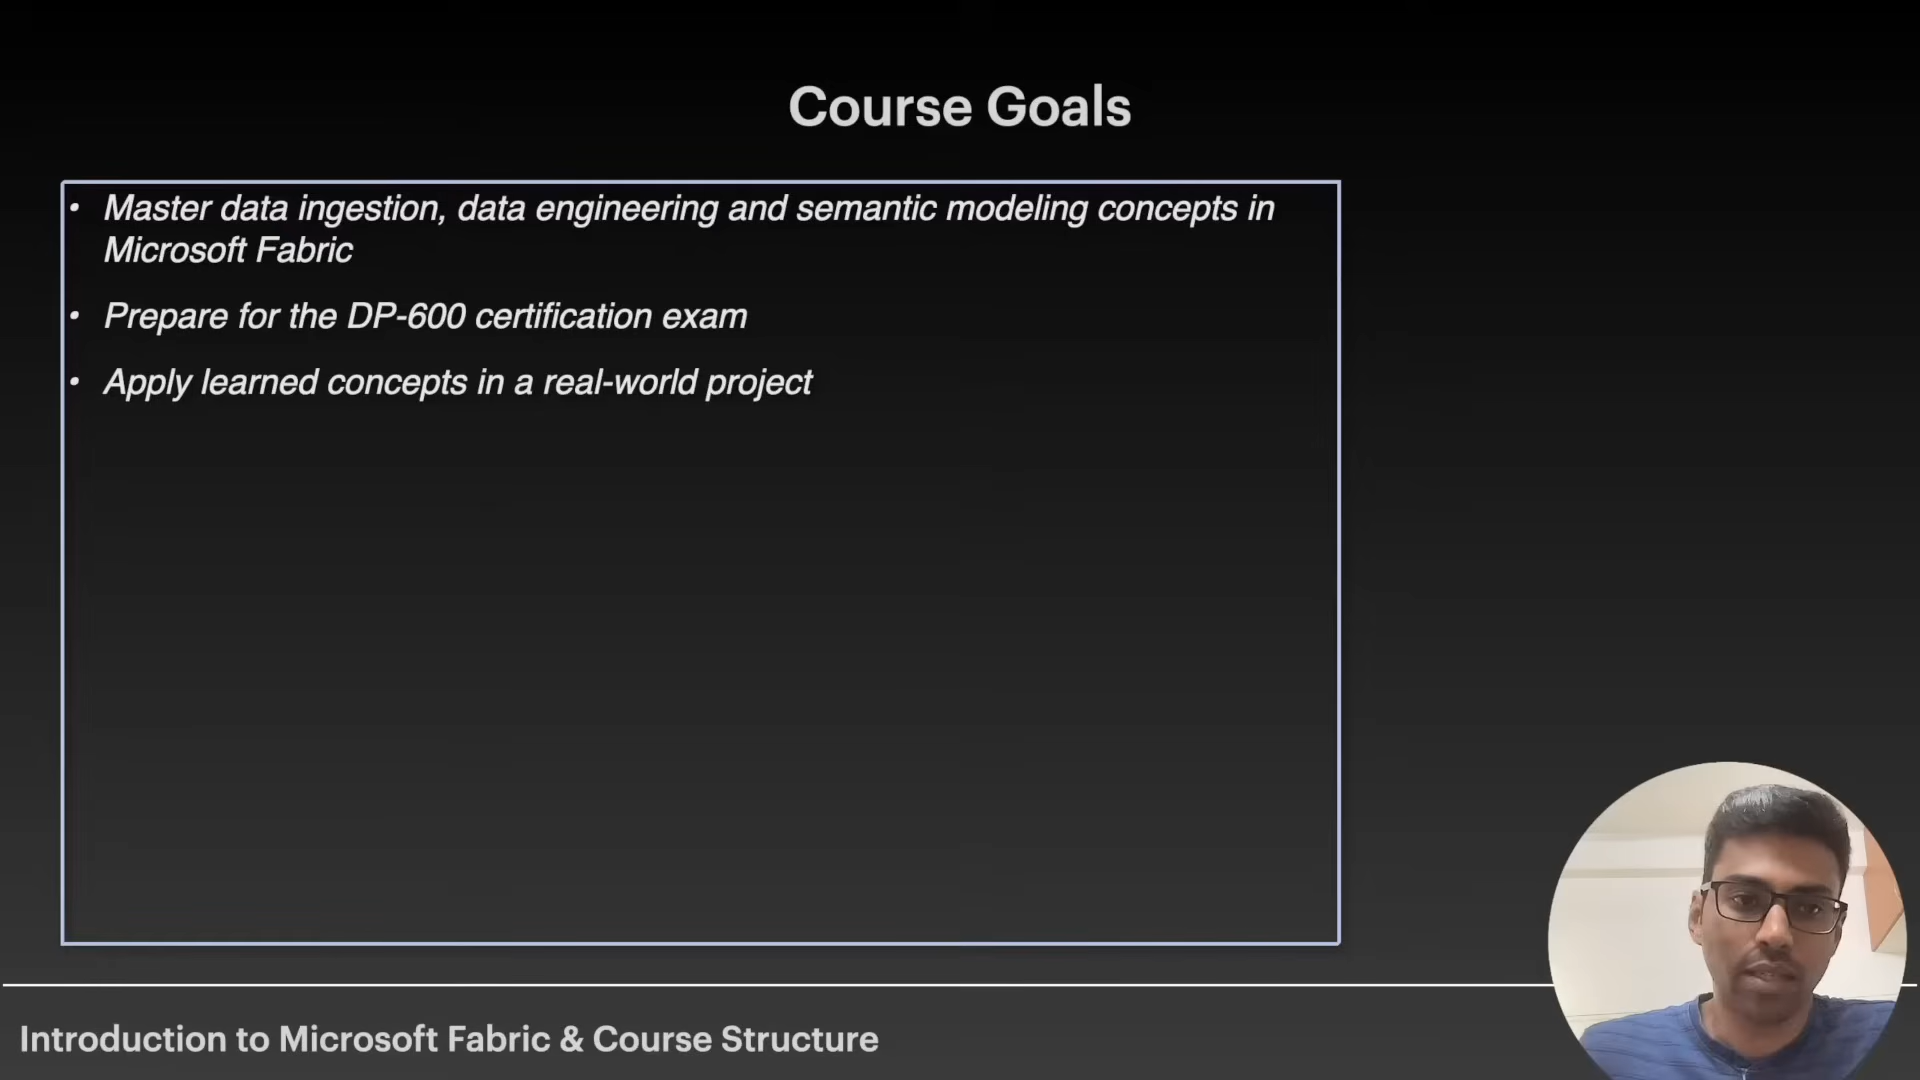 Course Goals
• Master data ingestion, data engineering and semantic modeling concepts in
Microsoft Fabric
• Prepare for the DP-600 certification exam
• Apply learned concepts in a real-world project
Introduction to Microsoft Fabric & Course Structure